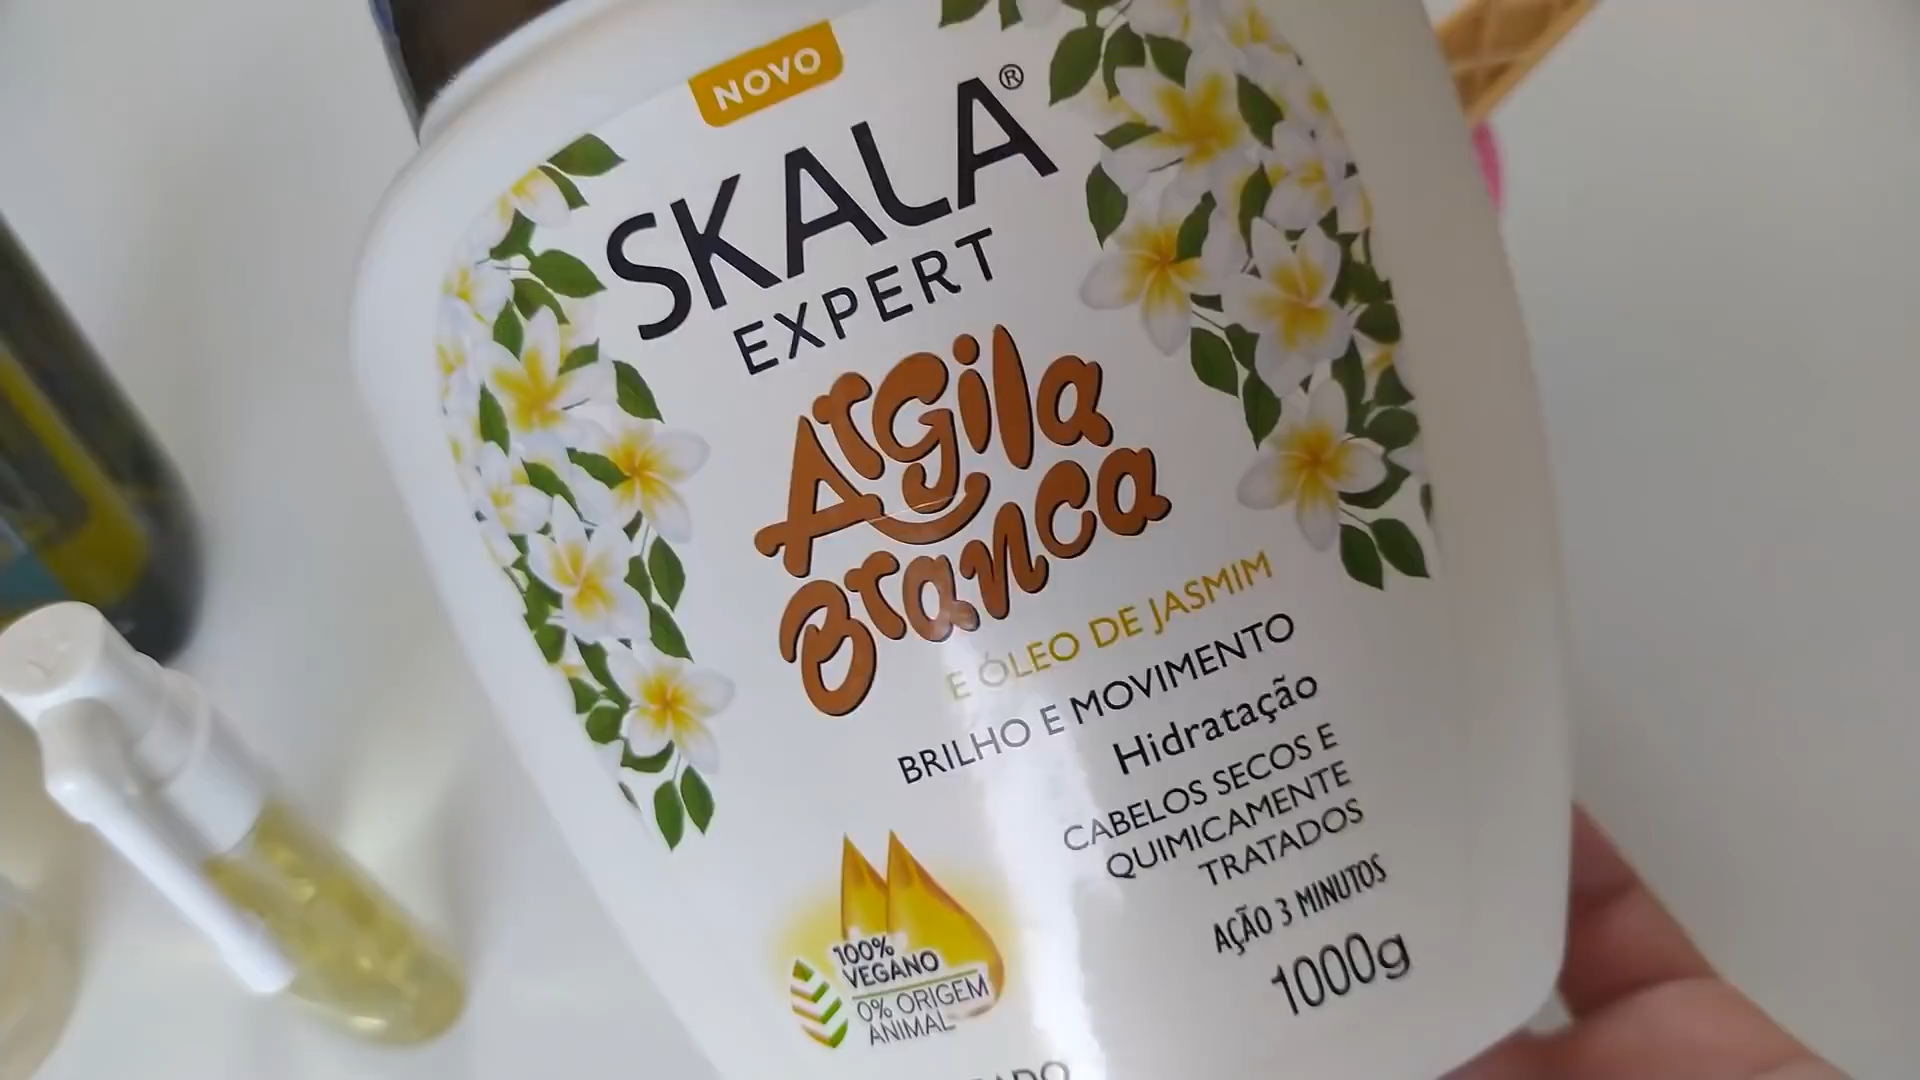 NOVO
SKALA®
EXPERT
Argila
Branca
E ÓLEO DE JASMIM
BRILHO E MOVIMENTO
Hidratação
CABELOS SECOS E
QUIMICAMENTE
TRATADOS
AÇÃO 3 MINUTOS
1000g
100%
VEGANO
0% ORIGEM
ANIMAL